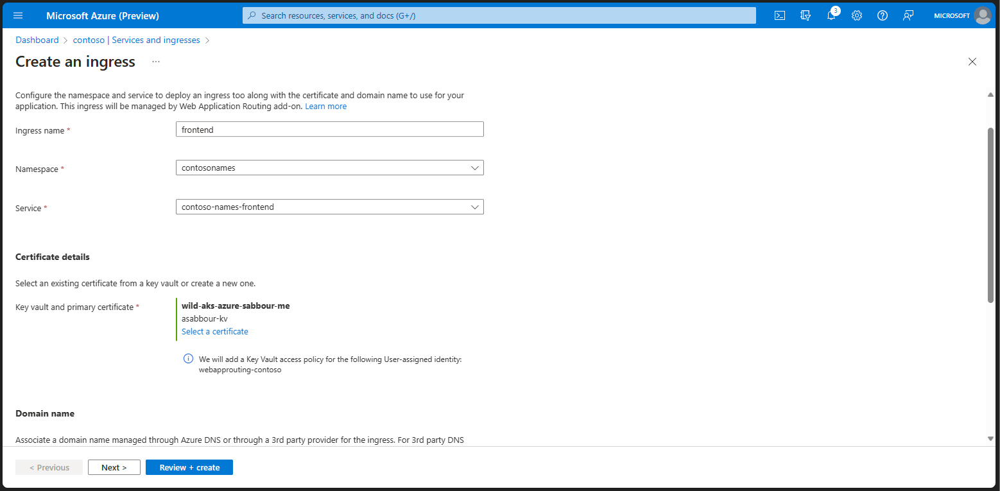 Microsoft Azure (Preview)
Search resources, services, and docs (G+/)
3
MICROSOFT
Dashboard > contoso | Services and ingresses >
Create an ingress ...
Configure the namespace and service to deploy an ingress too along with the certificate and domain name to use for your
application. This ingress will be managed by Web Application Routing add-on. Learn more
Ingress name *
frontend
Namespace *
contosonames
Service *
contoso-names-frontend
Certificate details
Select an existing certificate from a key vault or create a new one.
Key vault and primary certificate *
wild-aks-azure-sabbour-me
asabbour-kv
Select a certificate
We will add a Key Vault access policy for the following User-assigned identity:
webapprouting-contoso
Domain name
Associate a domain name managed through Azure DNS or through a 3rd party provider for the ingress. For 3rd party DNS
< Previous
Next >
Review + create